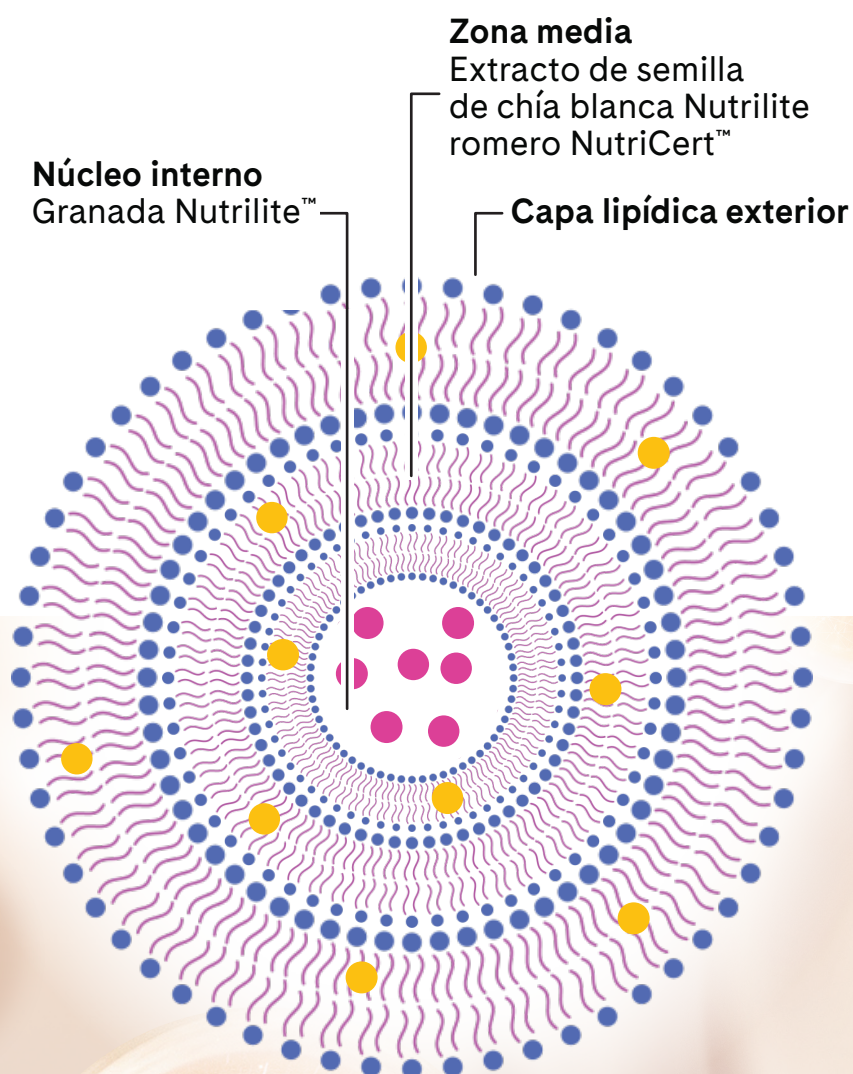 Zona media
Extracto de semilla
de chía blanca Nutrilite
romero NutriCert™
Núcleo interno
Granada Nutrilite™
Capa lipídica exterior